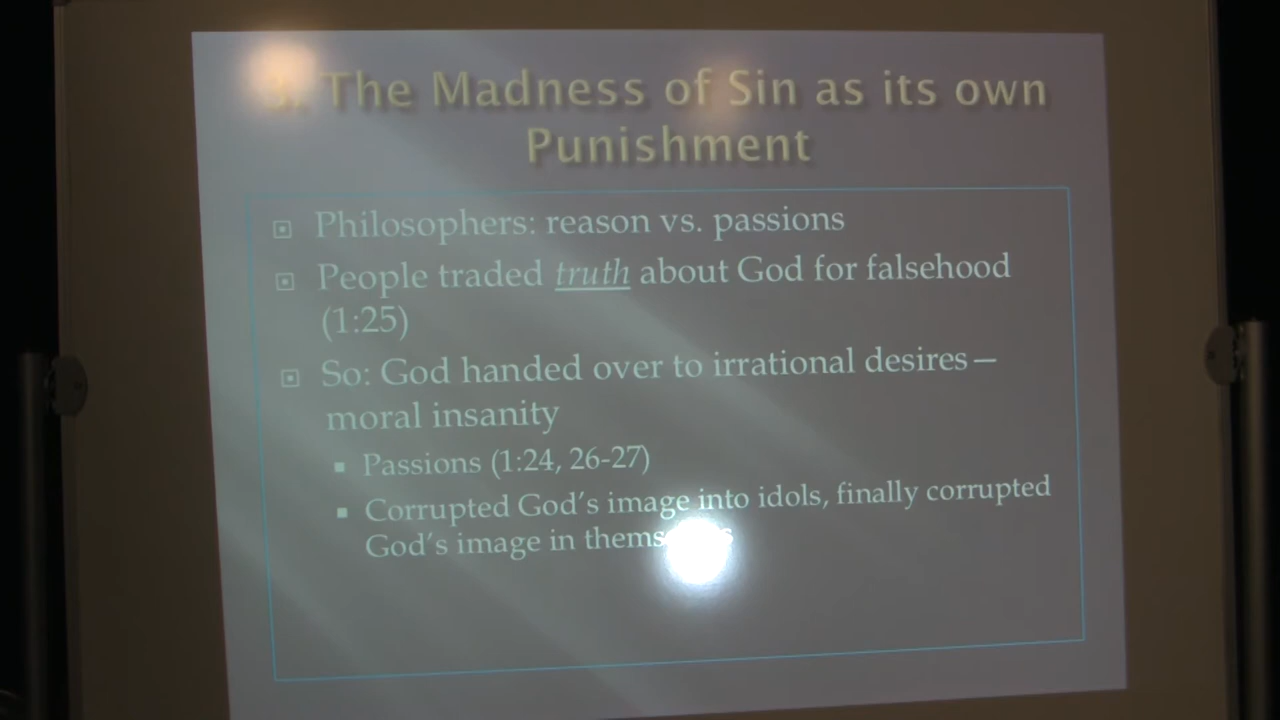 The Madness of Sin as its own
Punishment
Philosophers: reason vs. passions
People traded truth about God for falsehood
(1:25)
So: God handed over to irrational desires—
moral insanity
Passions (1:24, 26-27)
Corrupted God's image into idols, finally corrupted
God's image in